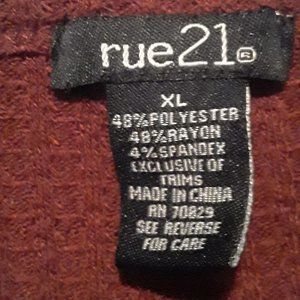 rue21®
XL
48%POLYESTER
48%RAYON
4%SPANDEX
EXCLUSIVE OF
TRIMS
MADE IN CHINA
RN 70829
SEE REVERSE
FOR CARE